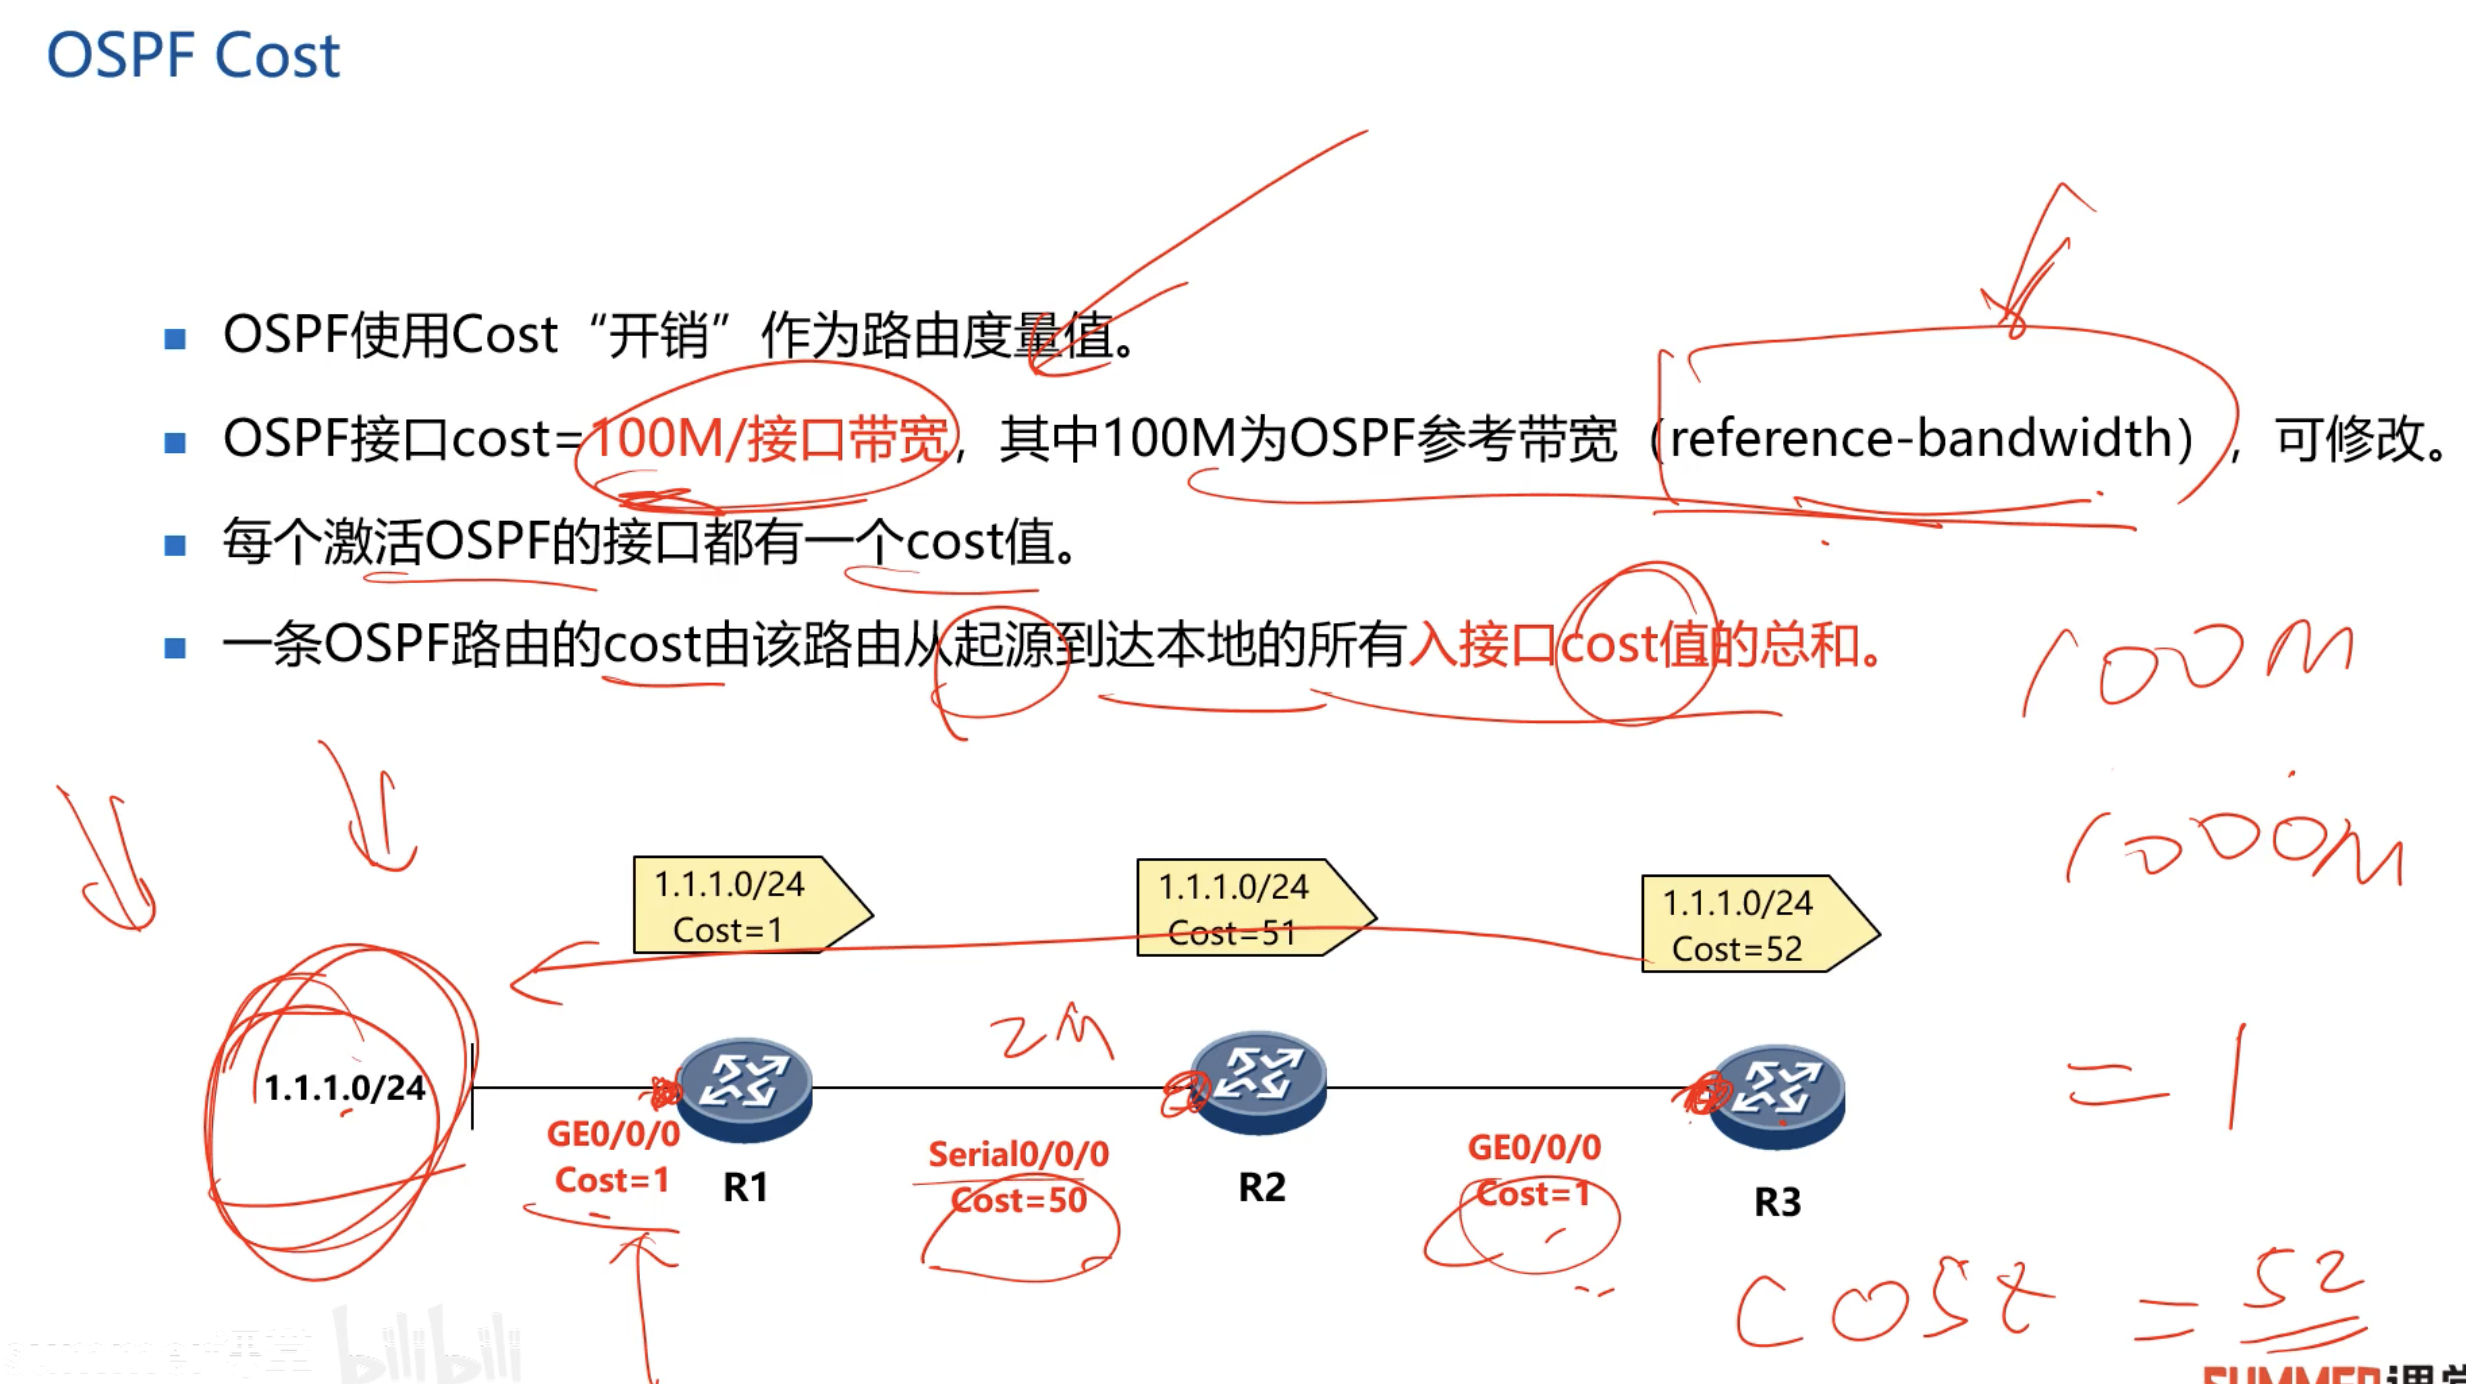 OSPF Cost
OSPF使用Cost“开销”作为路由度量值。
OSPF接口cost=100M/接口带宽，其中100M为OSPF参考带宽（reference-bandwidth），可修改。
每个激活OSPF的接口都有一个cost值。
一条OSPF路由的cost由该路由从起源到达本地的所有入接口cost值的总和。
100M
1000M
= 1
1.1.1.0/24
Cost=1
1.1.1.0/24
Cost=51
1.1.1.0/24
Cost=52
2M
1.1.1.0/24
GE0/0/0
Cost=1
R1
Serial0/0/0
Cost=50
R2
GE0/0/0
Cost=1
R3
cost = 52
summer课堂 bilibili
SUMMER课堂